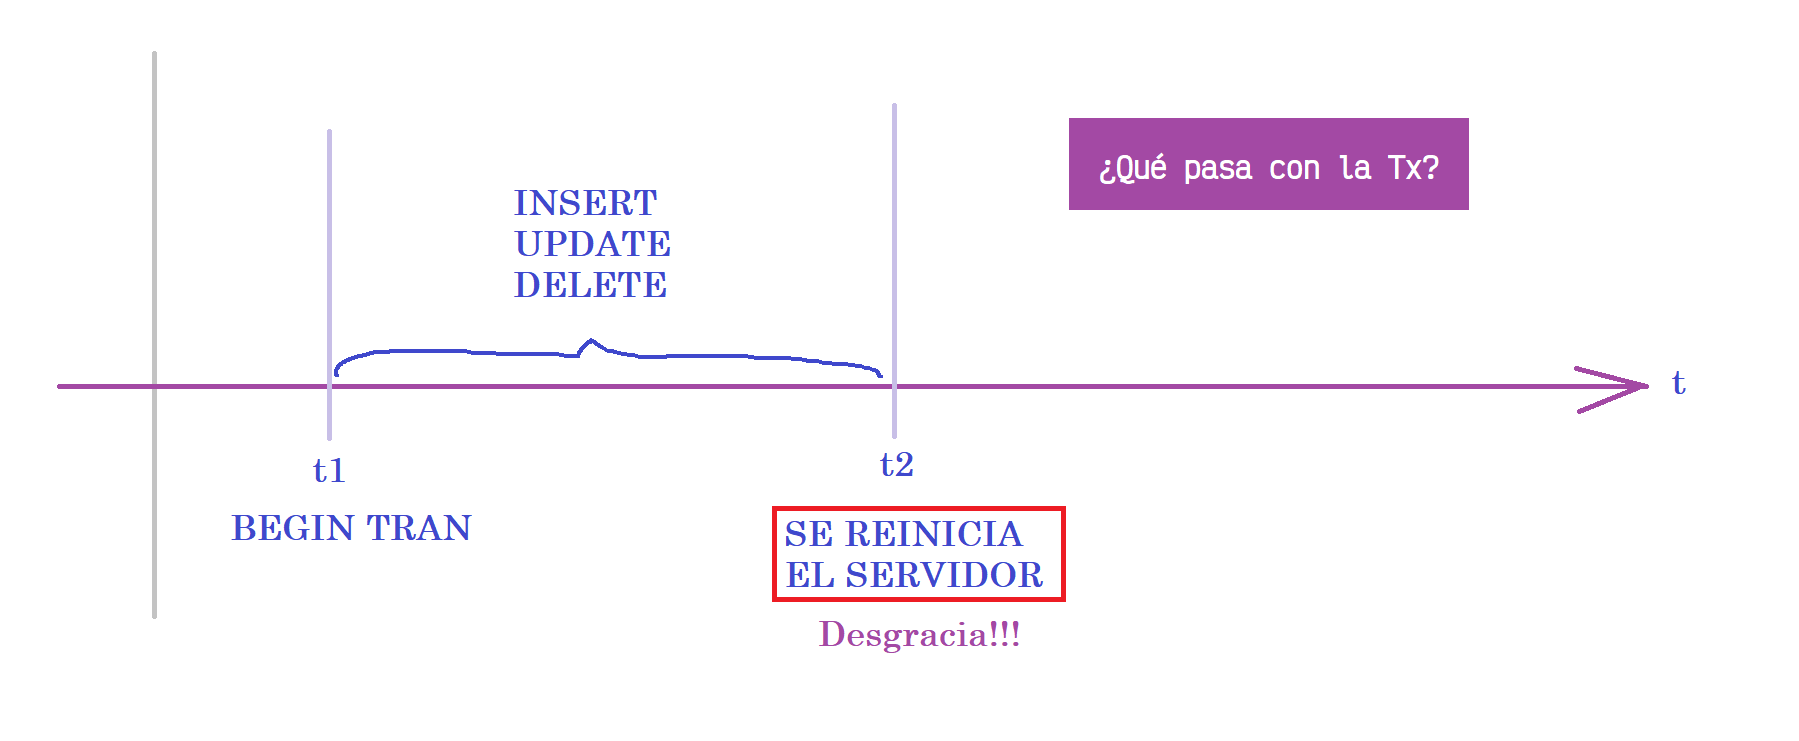 ¿Qué pasa con la Tx?
INSERT
UPDATE
DELETE
t
t1
t2
BEGIN TRAN
SE REINICIA
EL SERVIDOR
Desgracia!!!